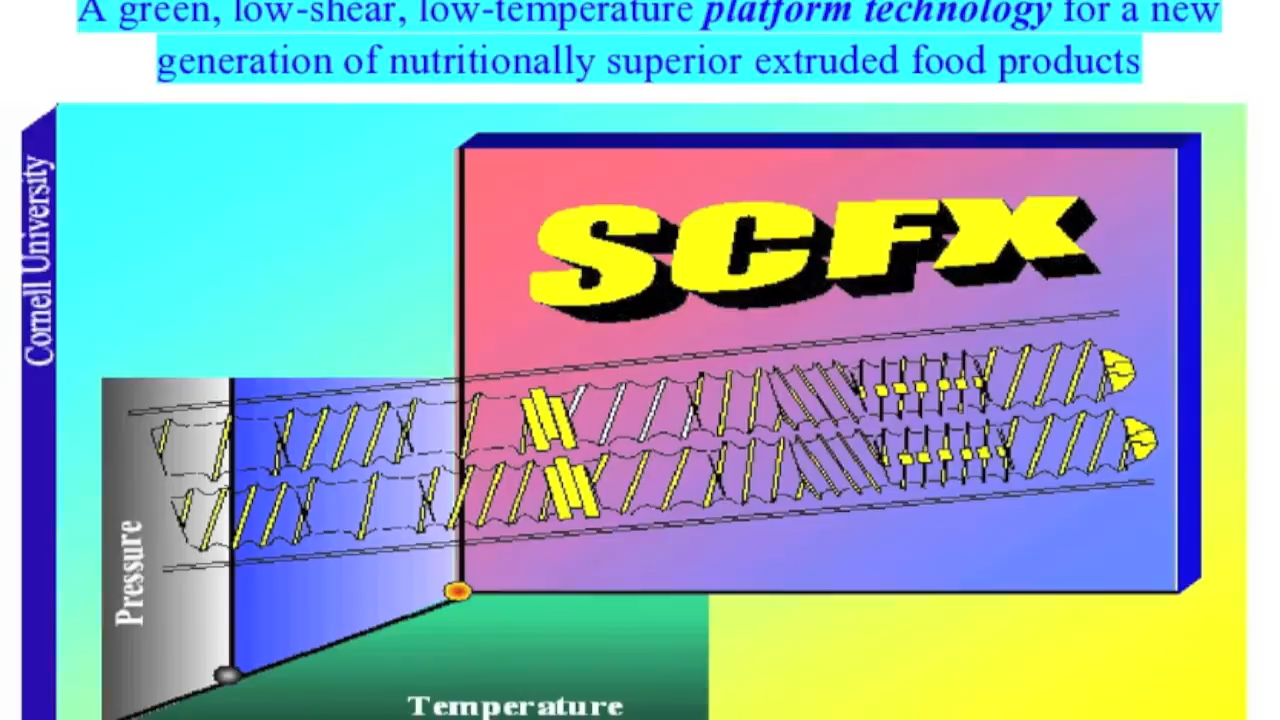 A green, low-shear, low-temperature platform technology for a new
generation of nutritionally superior extruded food products
Cornell University
SCFX
Pressure
Temperature